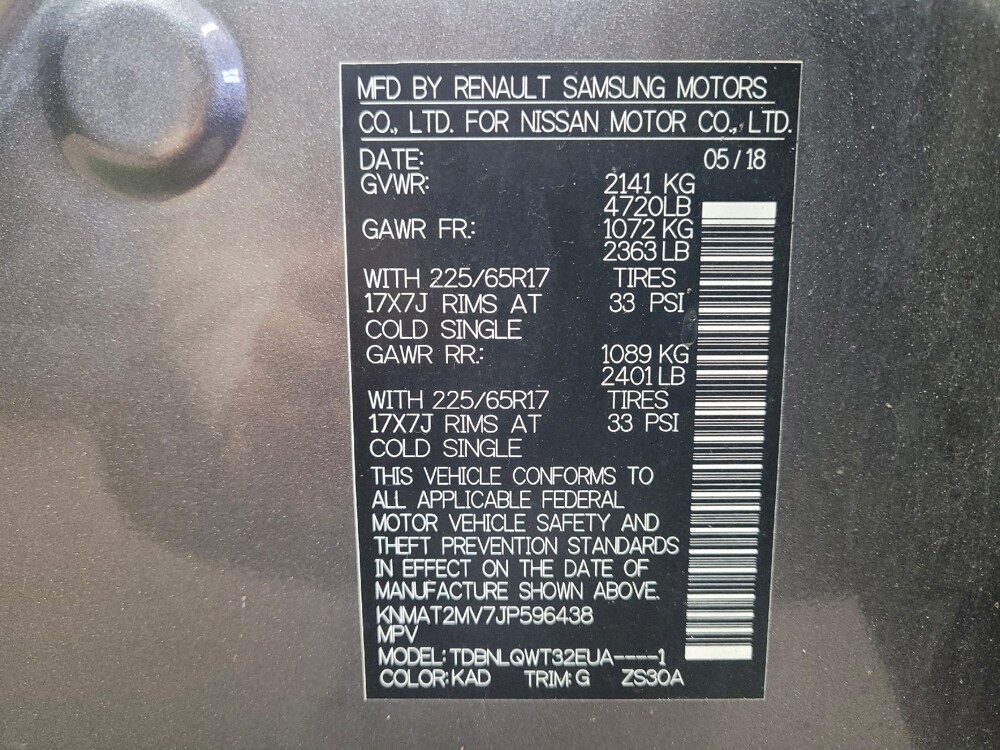 MFD BY RENAULT SAMSUNG MOTORS
CO., LTD. FOR NISSAN MOTOR CO., LTD.
DATE: 05/18
GVWR: 2141 KG
4720LB
GAWR FR.: 1072 KG
2363 LB
WITH 225/65R17 TIRES
17X7J RIMS AT 33 PSI
COLD SINGLE
GAWR RR.: 1089 KG
2401 LB
WITH 225/65R17 TIRES
17X7J RIMS AT 33 PSI
COLD SINGLE
THIS VEHICLE CONFORMS TO
ALL APPLICABLE FEDERAL
MOTOR VEHICLE SAFETY AND
THEFT PREVENTION STANDARDS
IN EFFECT ON THE DATE OF
MANUFACTURE SHOWN ABOVE.
KNMAT2MV7JP596438
MPV
MODEL: TDBNLQWT32EUA----1
COLOR: KAD TRIM: G ZS30A